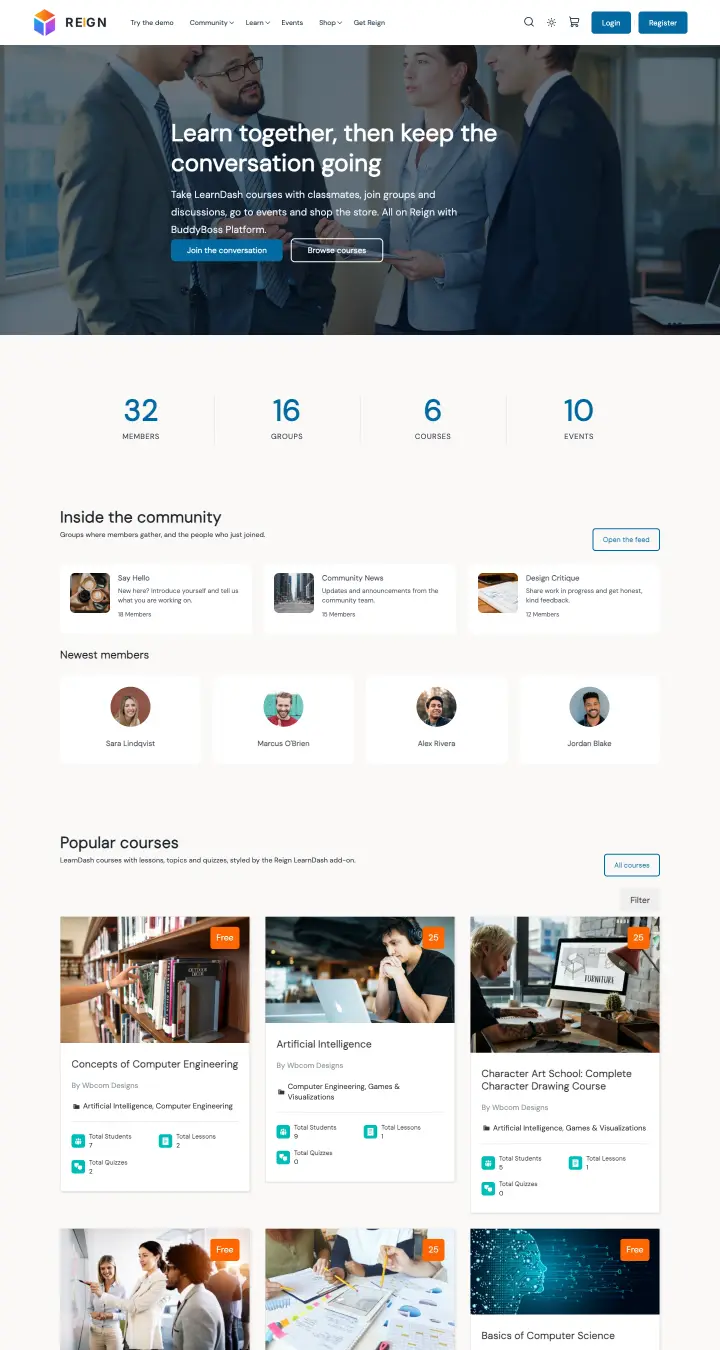 REIGN
Try the demo
Community
Learn
Events
Shop
Get Reign
Login
Register
Learn together, then keep the
conversation going
Take LearnDash courses with classmates, join groups and
discussions, go to events and shop the store. All on Reign with
BuddyBoss Platform.
Join the conversation
Browse courses
32
MEMBERS
16
GROUPS
6
COURSES
10
EVENTS
Inside the community
Groups where members gather, and the people who just joined.
Open the feed
Say Hello
New here? Introduce yourself and tell us
what you are working on.
18 Members
Community News
Updates and announcements from the
community team.
15 Members
Design Critique
Share work in progress and get honest,
kind feedback.
12 Members
Newest members
Sara Lindqvist
Marcus O'Brien
Alex Rivera
Jordan Blake
Popular courses
LearnDash courses with lessons, topics and quizzes, styled by the Reign LearnDash add-on.
All courses
Filter
Free
Concepts of Computer Engineering
By Wbcom Designs
Artificial Intelligence, Computer Engineering
Total Students
7
Total Lessons
2
Total Quizzes
2
25
Artificial Intelligence
By Wbcom Designs
Computer Engineering, Games &
Visualizations
Total Students
9
Total Lessons
1
Total Quizzes
0
25
FURNITURE
Character Art School: Complete
Character Drawing Course
By Wbcom Designs
Artificial Intelligence, Games & Visualizations
Total Students
5
Total Lessons
1
Total Quizzes
0
Free
25
Free
Basics of Computer Science